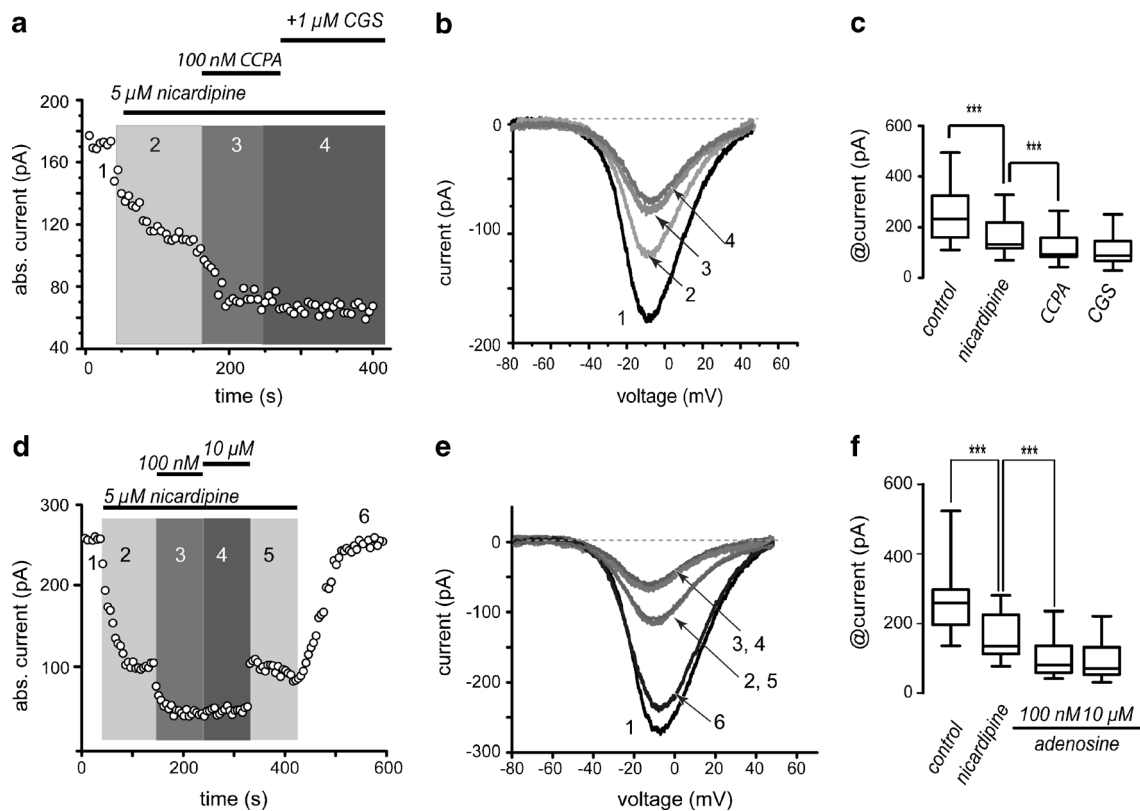 a
+1 µM CGS
100 nM CCPA
5 µM nicardipine
abs. current (pA)
200
160
120
80
40
1
2
3
4
0
200
400
time (s)
b
current (pA)
0
-100
-200
1
2
3
4
-80 -60 -40 -20 0 20 40 60
voltage (mV)
c
@current (pA)
600
400
200
0
***
***
control
nicardipine
CCPA
CGS
d
10 µM
100 nM
5 µM nicardipine
abs. current (pA)
300
200
100
0
1
2
3
4
5
6
0 200 400 600
time (s)
e
current (pA)
0
-100
-200
-300
1
3, 4
2, 5
6
-80 -60 -40 -20 0 20 40 60
voltage (mV)
f
@current (pA)
600
400
200
0
***
***
control
nicardipine
100 nM 10 µM
adenosine